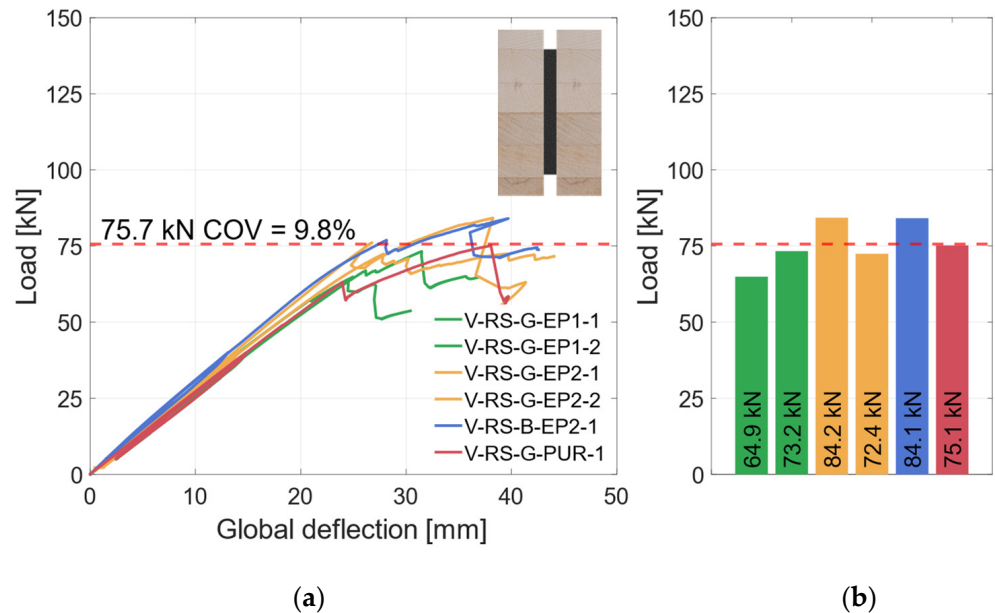 150
125
100
75
50
25
0
Load [kN]
75.7 kN COV = 9.8%
V-RS-G-EP1-1
V-RS-G-EP1-2
V-RS-G-EP2-1
V-RS-G-EP2-2
V-RS-B-EP2-1
V-RS-G-PUR-1
0 10 20 30 40 50
Global deflection [mm]
(a)
150
125
100
75
50
25
0
Load [kN]
64.9 kN
73.2 kN
84.2 kN
72.4 kN
84.1 kN
75.1 kN
(b)